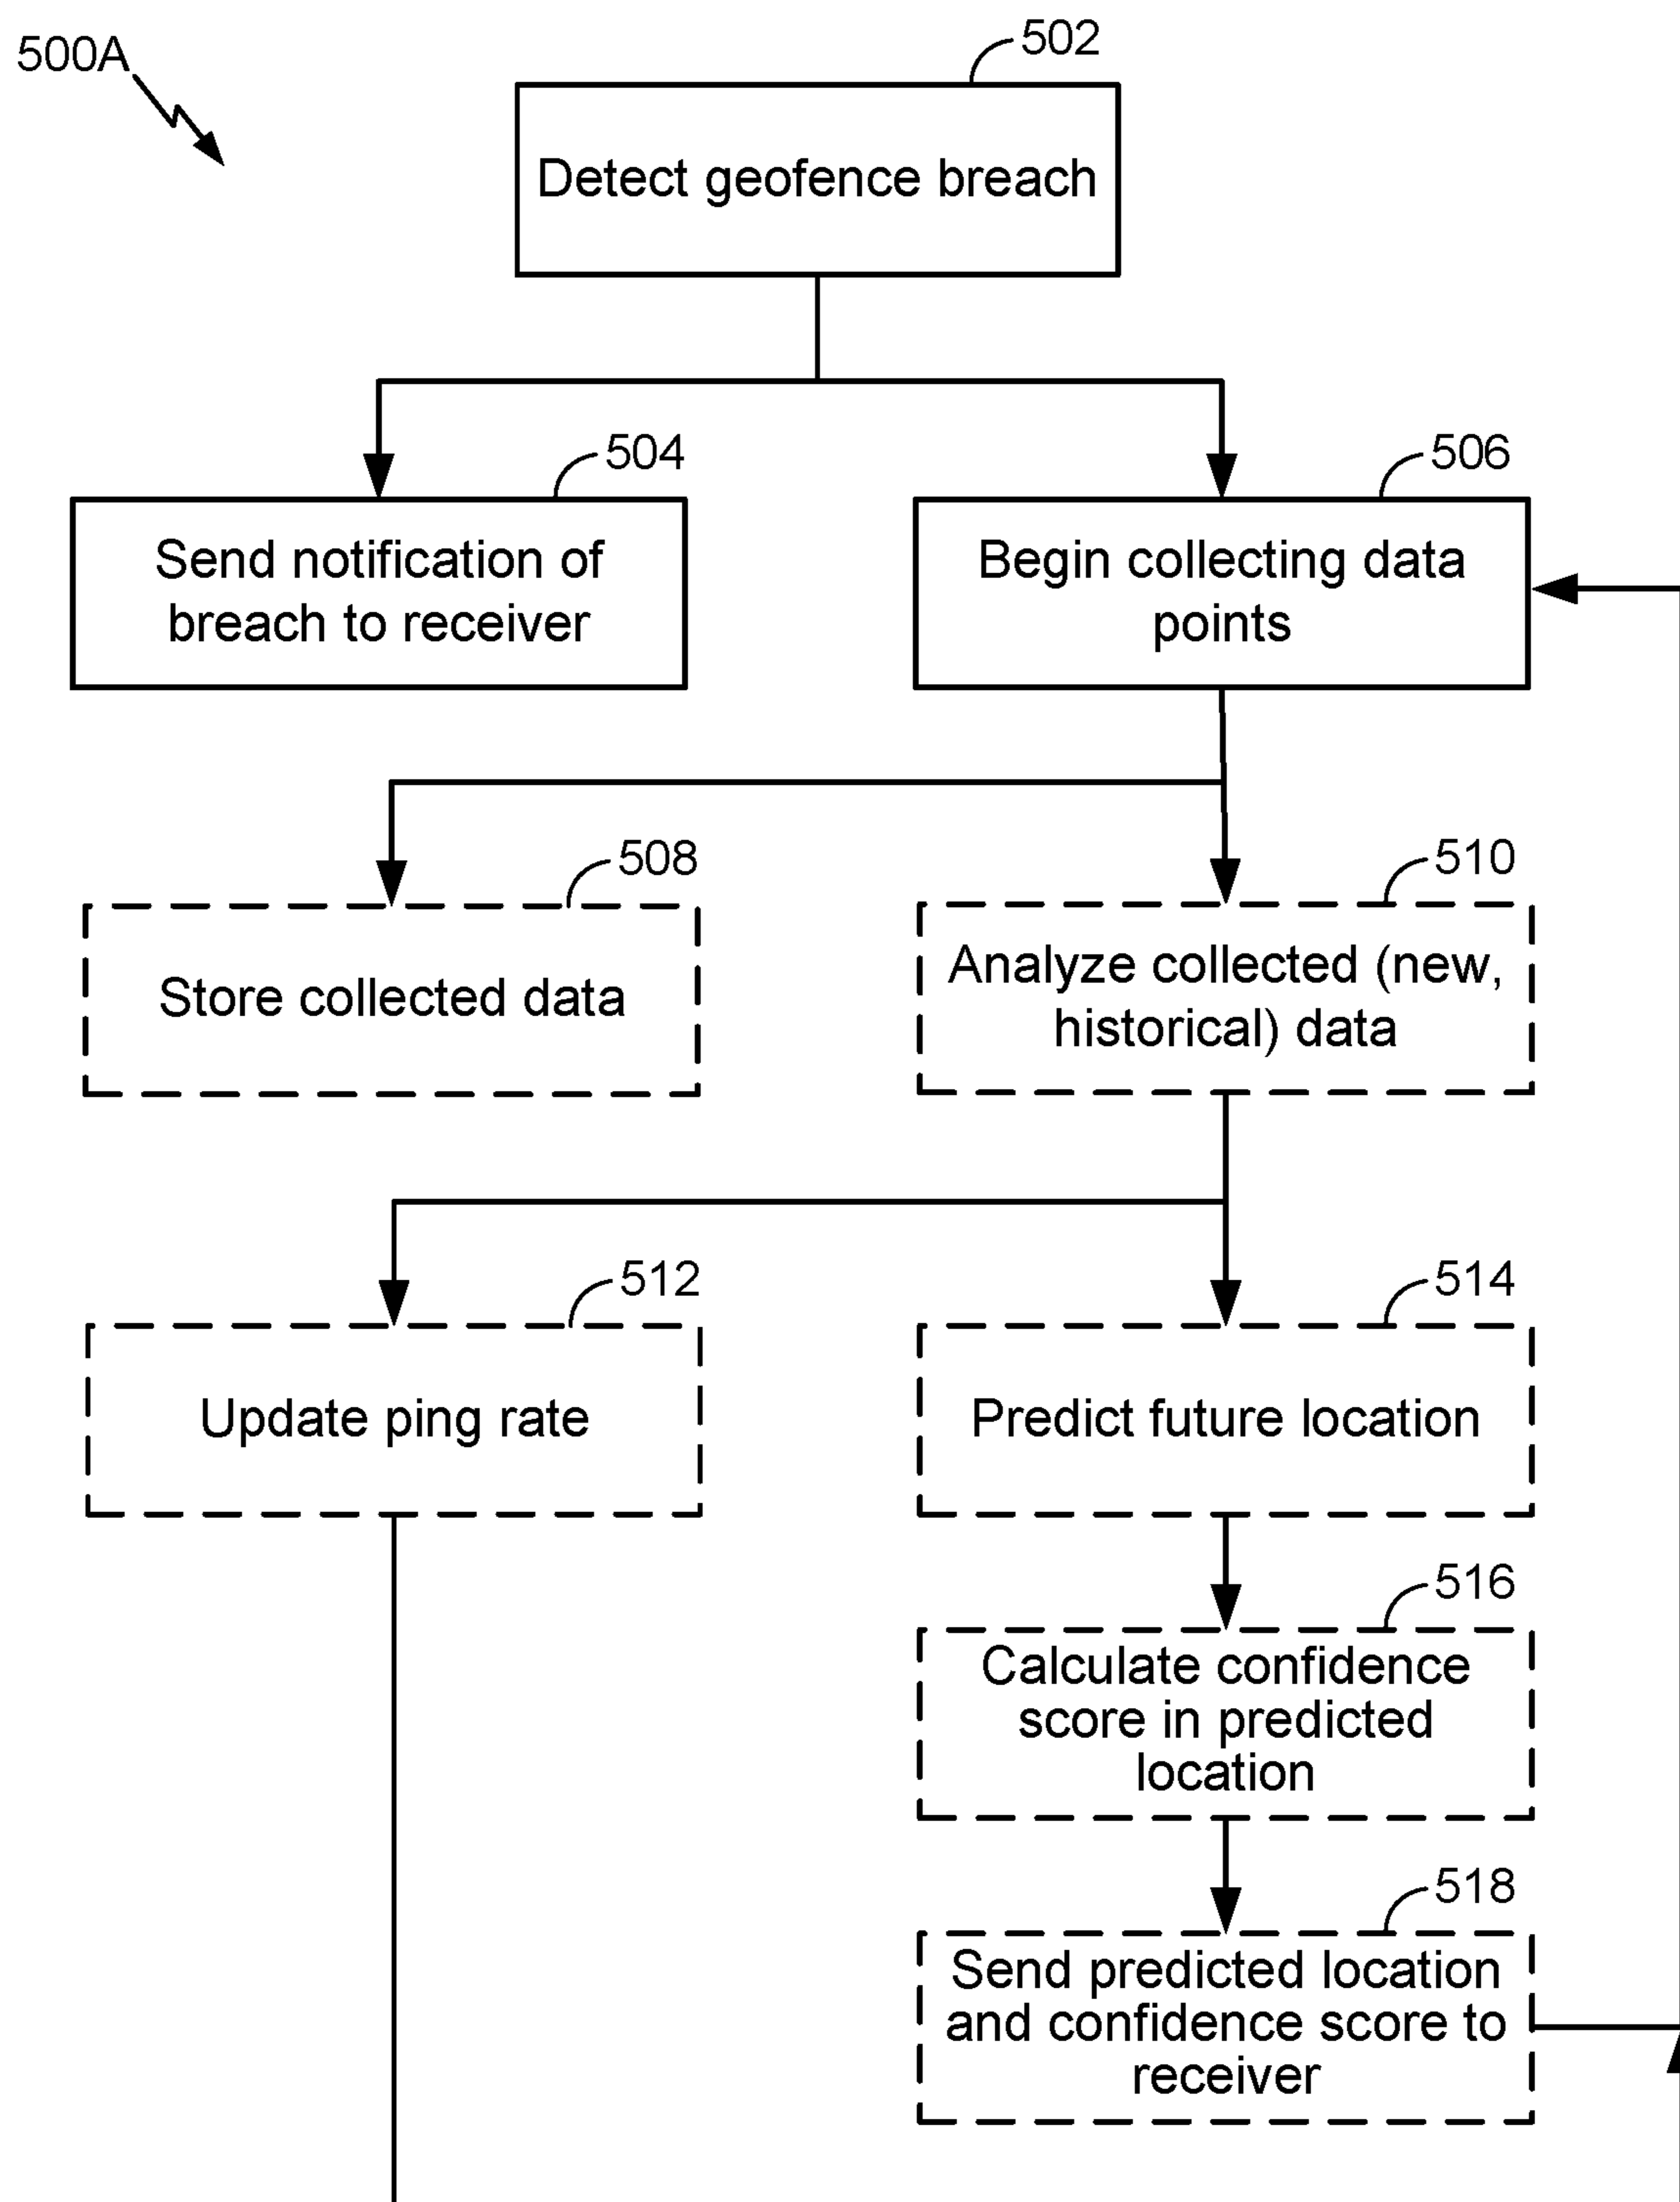 500A
502
Detect geofence breach
504
Send notification of
breach to receiver
506
Begin collecting data
points
508
Store collected data
510
Analyze collected (new,
historical) data
512
Update ping rate
514
Predict future location
516
Calculate confidence
score in predicted
location
518
Send predicted location
and confidence score to
receiver